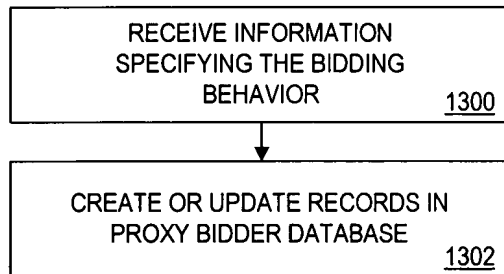 RECEIVE INFORMATION
SPECIFYING THE BIDDING
BEHAVIOR
1300
CREATE OR UPDATE RECORDS IN
PROXY BIDDER DATABASE
1302